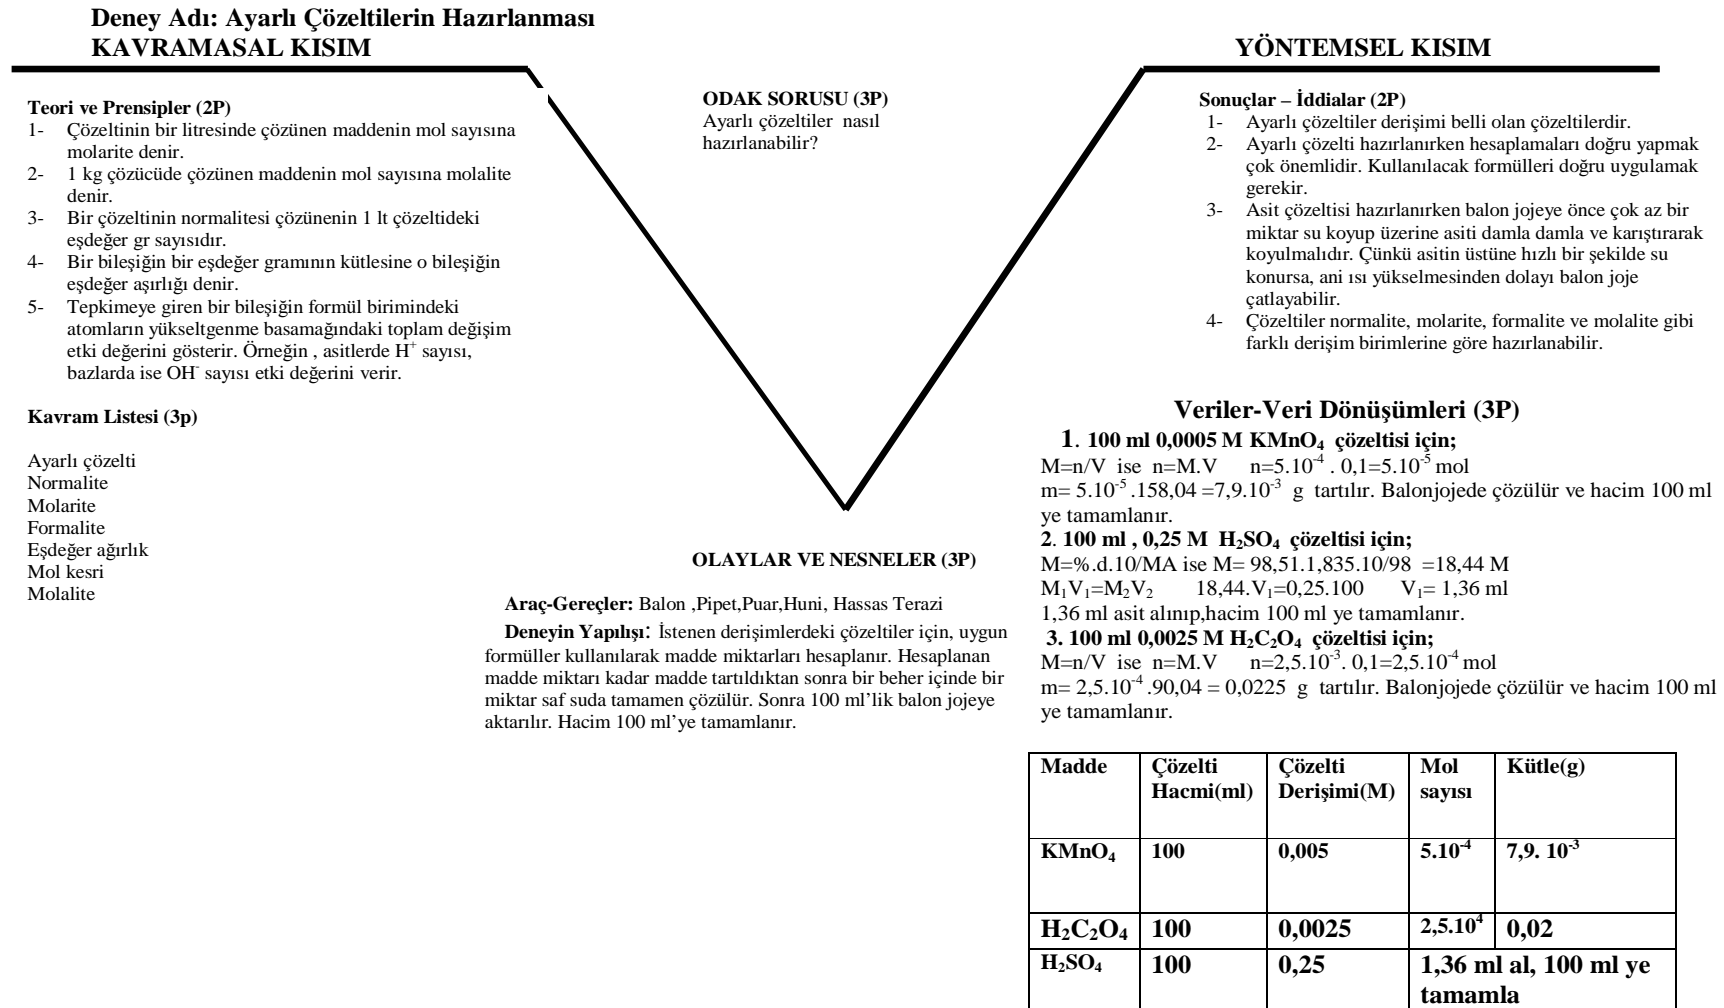 Deney Adı: Ayarlı Çözeltilerin Hazırlanması
KAVRAMASAL KISIM
YÖNTEMSEL KISIM
Teori ve Prensipler (2P)
1- Çözeltinin bir litresinde çözünen maddenin mol sayısına
molarite denir.
2- 1 kg çözücüde çözünen maddenin mol sayısına molalite
denir.
3- Bir çözeltinin normalitesi çözünenin 1 lt çözeltideki
eşdeğer gr sayısıdır.
4- Bir bileşiğin bir eşdeğer gramının kütlesine o bileşiğin
eşdeğer aşırlığı denir.
5- Tepkimeye giren bir bileşiğin formül birimindeki
atomların yükseltgenme basamağındaki toplam değişim
etki değerini gösterir. Örneğin , asitlerde H⁺ sayısı,
bazlarda ise OH⁻ sayısı etki değerini verir.
Kavram Listesi (3p)
Ayarlı çözelti
Normalite
Molarite
Formalite
Eşdeğer ağırlık
Mol kesri
Molalite
ODAK SORUSU (3P)
Ayarlı çözeltiler nasıl
hazırlanabilir?
OLAYLAR VE NESNELER (3P)
Araç-Gereçler: Balon ,Pipet,Puar,Huni, Hassas Terazi
Deneyin Yapılışı: İstenen derişimlerdeki çözeltiler için, uygun
formüller kullanılarak madde miktarları hesaplanır. Hesaplanan
madde miktarı kadar madde tartıldıktan sonra bir beher içinde bir
miktar saf suda tamamen çözülür. Sonra 100 ml'lik balon jojeye
aktarılır. Hacim 100 ml'ye tamamlanır.
Sonuçlar – İddialar (2P)
1- Ayarlı çözeltiler derişimi belli olan çözeltilerdir.
2- Ayarlı çözelti hazırlanırken hesaplamaları doğru yapmak
çok önemlidir. Kullanılacak formülleri doğru uygulamak
gerekir.
3- Asit çözeltisi hazırlanırken balon jojeye önce çok az bir
miktar su koyup üzerine asiti damla damla ve karıştırarak
koyulmalıdır. Çünkü asitin üstüne hızlı bir şekilde su
konursa, ani ısı yükselmesinden dolayı balon joje
çatlayabilir.
4- Çözeltiler normalite, molarite, formalite ve molalite gibi
farklı derişim birimlerine göre hazırlanabilir.
Veriler-Veri Dönüşümleri (3P)
1. 100 ml 0,0005 M KMnO₄ çözeltisi için;
M=n/V ise n=M.V n=5.10⁻⁴ . 0,1=5.10⁻⁵ mol
m= 5.10⁻⁵ .158,04 =7,9.10⁻³ g tartılır. Balonjojede çözülür ve hacim 100 ml
ye tamamlanır.
2. 100 ml , 0,25 M H₂SO₄ çözeltisi için;
M=%.d.10/MA ise M= 98,51.1,835.10/98 =18,44 M
M₁V₁=M₂V₂ 18,44.V₁=0,25.100 V₁= 1,36 ml
1,36 ml asit alınıp,hacim 100 ml ye tamamlanır.
3. 100 ml 0,0025 M H₂C₂O₄ çözeltisi için;
M=n/V ise n=M.V n=2,5.10⁻³. 0,1=2,5.10⁻⁴ mol
m= 2,5.10⁻⁴ .90,04 = 0,0225 g tartılır. Balonjojede çözülür ve hacim 100 ml
ye tamamlanır.
Madde Çözelti Çözelti Mol Kütle(g)
Hacmi(ml) Derişimi(M) sayısı
KMnO₄ 100 0,005 5.10⁻⁴ 7,9. 10⁻³
H₂C₂O₄ 100 0,0025 2,5.10⁴ 0,02
H₂SO₄ 100 0,25 1,36 ml al, 100 ml ye
tamamla